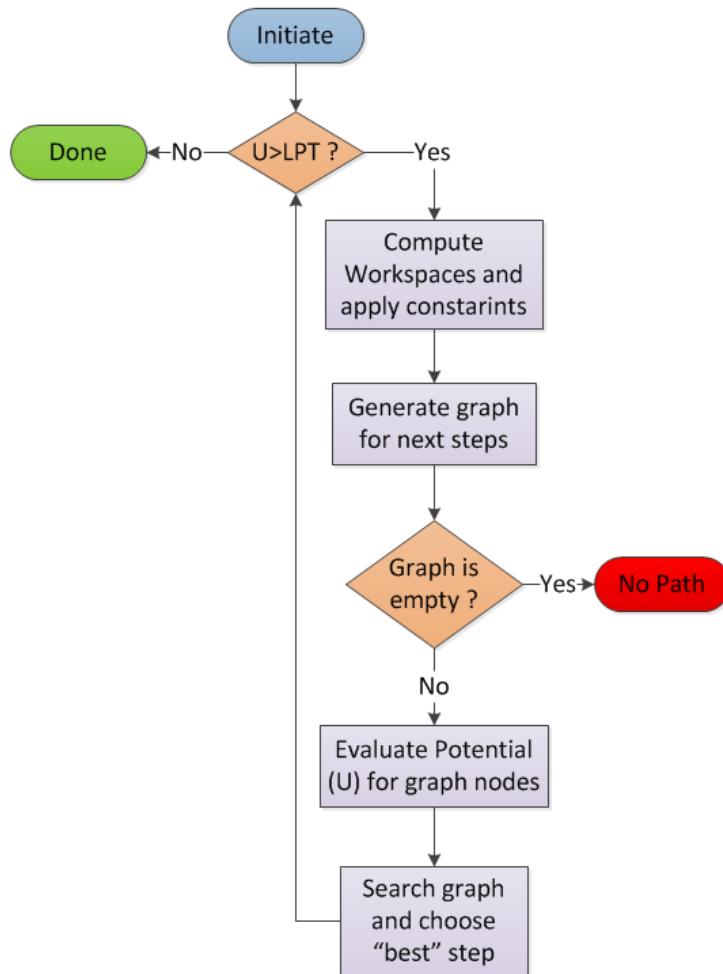 Initiate
Done
No
U>LPT ?
Yes
Compute
Workspaces and
apply constarints
Generate graph
for next steps
Graph is
empty ?
Yes
No Path
No
Evaluate Potential
(U) for graph nodes
Search graph
and choose
“best” step